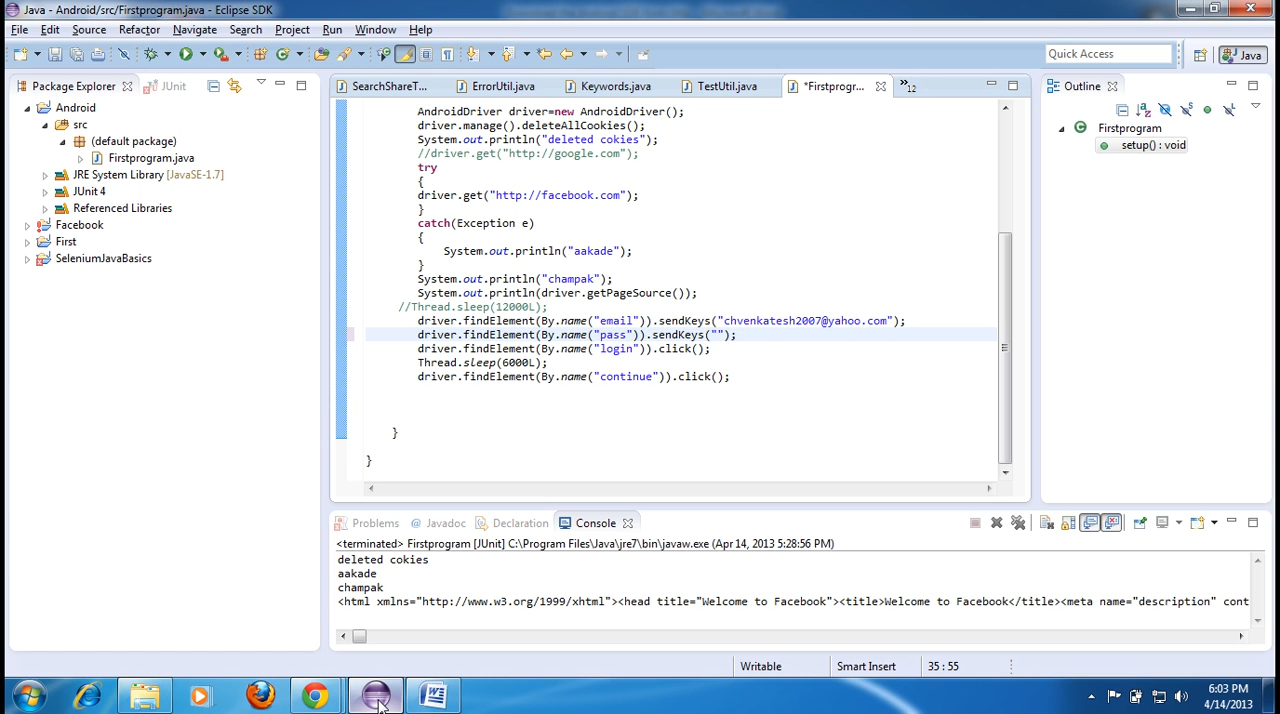 Java - Android/src/Firstprogram.java - Eclipse SDK
File Edit Source Refactor Navigate Search Project Run Window Help
Quick Access
Java
Package Explorer
JUnit
Android
src
(default package)
Firstprogram.java
JRE System Library [JavaSE-1.7]
JUnit 4
Referenced Libraries
Facebook
First
SeleniumJavaBasics
SearchShareT...
ErrorUtil.java
Keywords.java
TestUtil.java
*Firstprogr...
»12
AndroidDriver driver=new AndroidDriver();
driver.manage().deleteAllCookies();
System.out.println("deleted cokies");
//driver.get("http://google.com");
try
{
driver.get("http://facebook.com");
}
catch(Exception e)
{
System.out.println("aakade");
}
System.out.println("champak");
System.out.println(driver.getPageSource());
//Thread.sleep(12000L);
driver.findElement(By.name("email")).sendKeys("chvenkatesh2007@yahoo.com");
driver.findElement(By.name("pass")).sendKeys("");
driver.findElement(By.name("login")).click();
Thread.sleep(6000L);
driver.findElement(By.name("continue")).click();
}
}
Outline
Firstprogram
setup() : void
Problems
@ Javadoc
Declaration
Console
<terminated> Firstprogram [JUnit] C:\Program Files\Java\jre7\bin\javaw.exe (Apr 14, 2013 5:28:56 PM)
deleted cokies
aakade
champak
<html xmlns="http://www.w3.org/1999/xhtml"><head title="Welcome to Facebook"><title>Welcome to Facebook</title><meta name="description" cont
Writable
Smart Insert
35 : 55
6:03 PM
4/14/2013